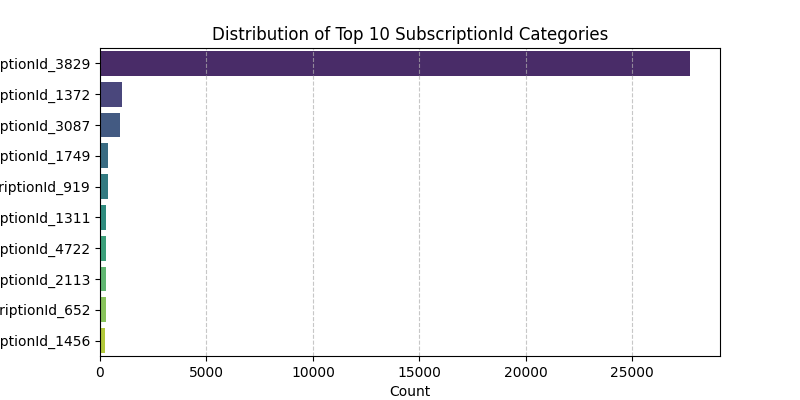 Distribution of Top 10 SubscriptionId Categories
ptionId_3829
ptionId_1372
ptionId_3087
ptionId_1749
riptionId_919
ptionId_1311
ptionId_4722
ptionId_2113
riptionId_652
ptionId_1456
0 5000 10000 15000 20000 25000
Count